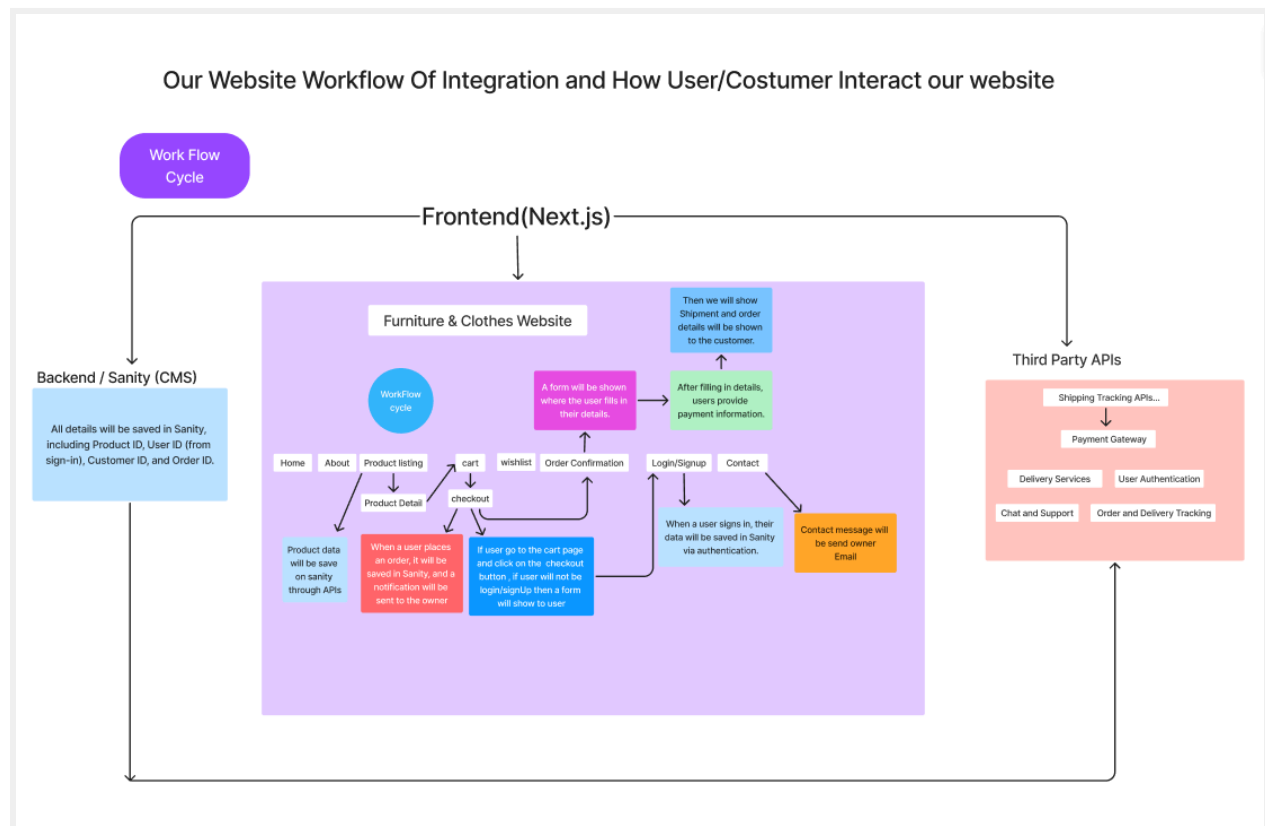 Our Website Workflow Of Integration and How User/Costumer Interact our website
Work Flow
Cycle
Frontend(Next.js)
Backend / Sanity (CMS)
All details will be saved in Sanity,
including Product ID, User ID (from
sign-in), Customer ID, and Order ID.
Furniture & Clothes Website
WorkFlow
cycle
Then we will show
Shipment and order
details will be shown
to the customer.
A form will be shown
where the user fills in
their details.
After filling in details,
users provide
payment information.
Home
About
Product listing
cart
wishlist
Order Confirmation
Login/Signup
Contact
Product Detail
checkout
Product data
will be save
on sanity
through APIs
When a user places
an order, it will be
saved in Sanity, and a
notification will be
sent to the owner
If user go to the cart page
and click on the checkout
button , if user will not be
login/signUp then a form
will show to user
When a user signs in, their
data will be saved in Sanity
via authentication.
Contact message will
be send owner
Email
Third Party APIs
Shipping Tracking APIs...
Payment Gateway
Delivery Services
User Authentication
Chat and Support
Order and Delivery Tracking